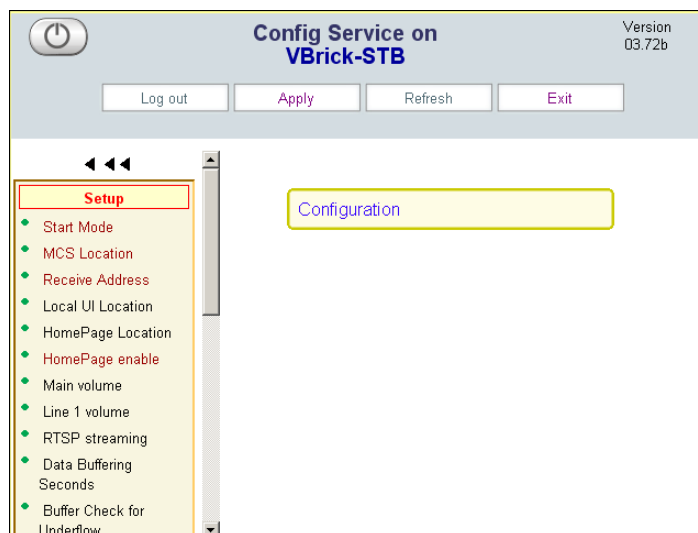 Config Service on
VBrick-STB
Version
03.72b
Log out
Apply
Refresh
Exit
Setup
Start Mode
MCS Location
Receive Address
Local UI Location
HomePage Location
HomePage enable
Main volume
Line 1 volume
RTSP streaming
Data Buffering
Seconds
Buffer Check for
Underflow
Configuration